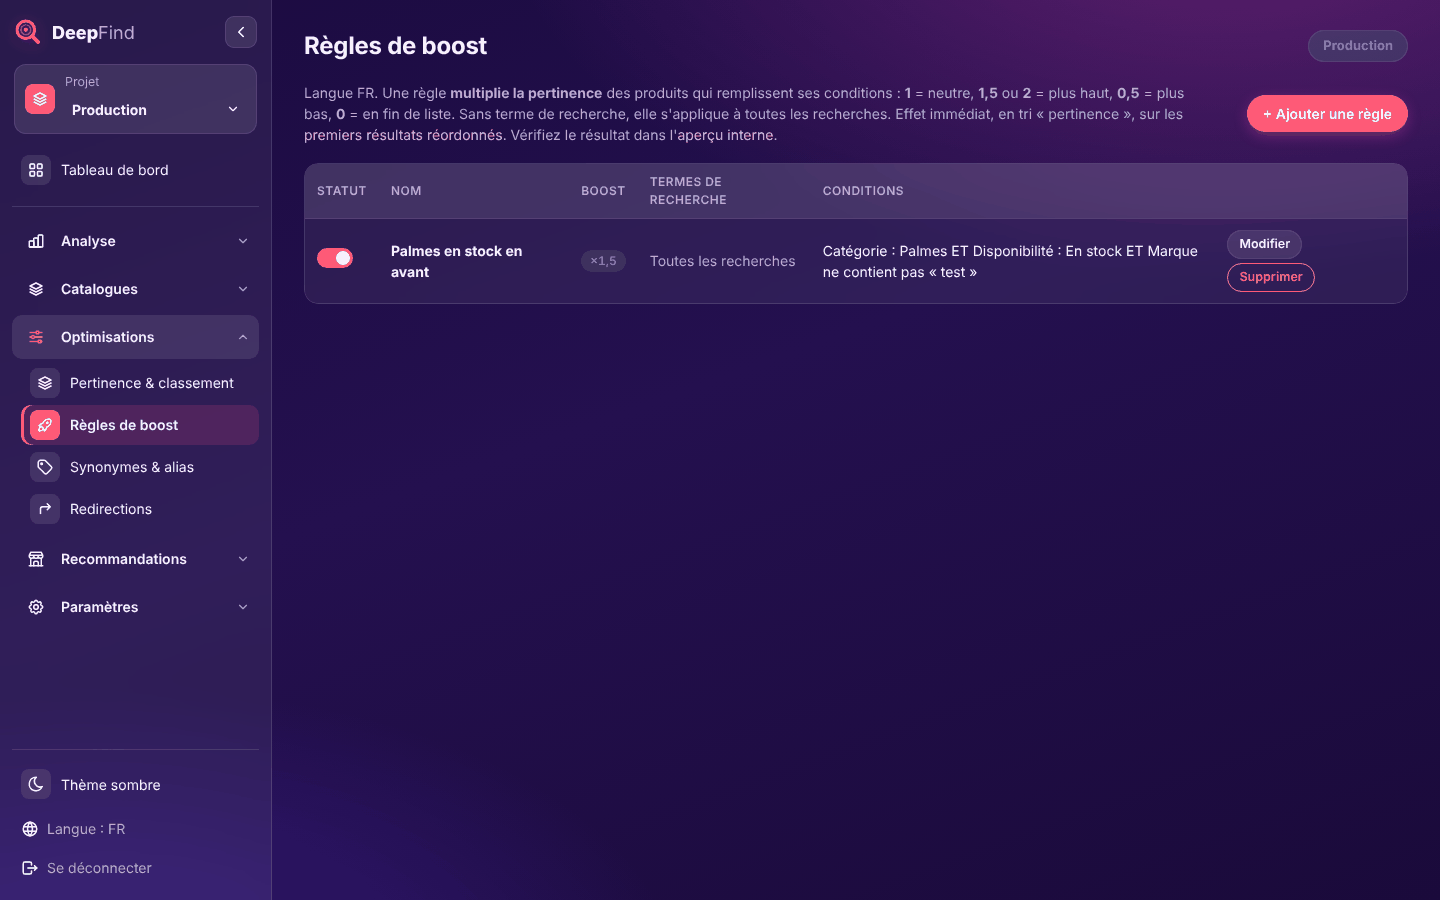 DeepFind
Projet
Production
Tableau de bord
Analyse
Catalogues
Optimisations
Pertinence & classement
Règles de boost
Synonymes & alias
Redirections
Recommandations
Paramètres
Thème sombre
Langue : FR
Se déconnecter
Règles de boost
Production
Langue FR. Une règle multiplie la pertinence des produits qui remplissent ses conditions : 1 = neutre, 1,5 ou 2 = plus haut, 0,5 = plus
bas, 0 = en fin de liste. Sans terme de recherche, elle s'applique à toutes les recherches. Effet immédiat, en tri « pertinence », sur les
premiers résultats réordonnés. Vérifiez le résultat dans l'aperçu interne.
+ Ajouter une règle
STATUT NOM BOOST TERMES DE
RECHERCHE CONDITIONS
Palmes en stock en
avant
×1,5
Toutes les recherches
Catégorie : Palmes ET Disponibilité : En stock ET Marque
ne contient pas « test »
Modifier
Supprimer